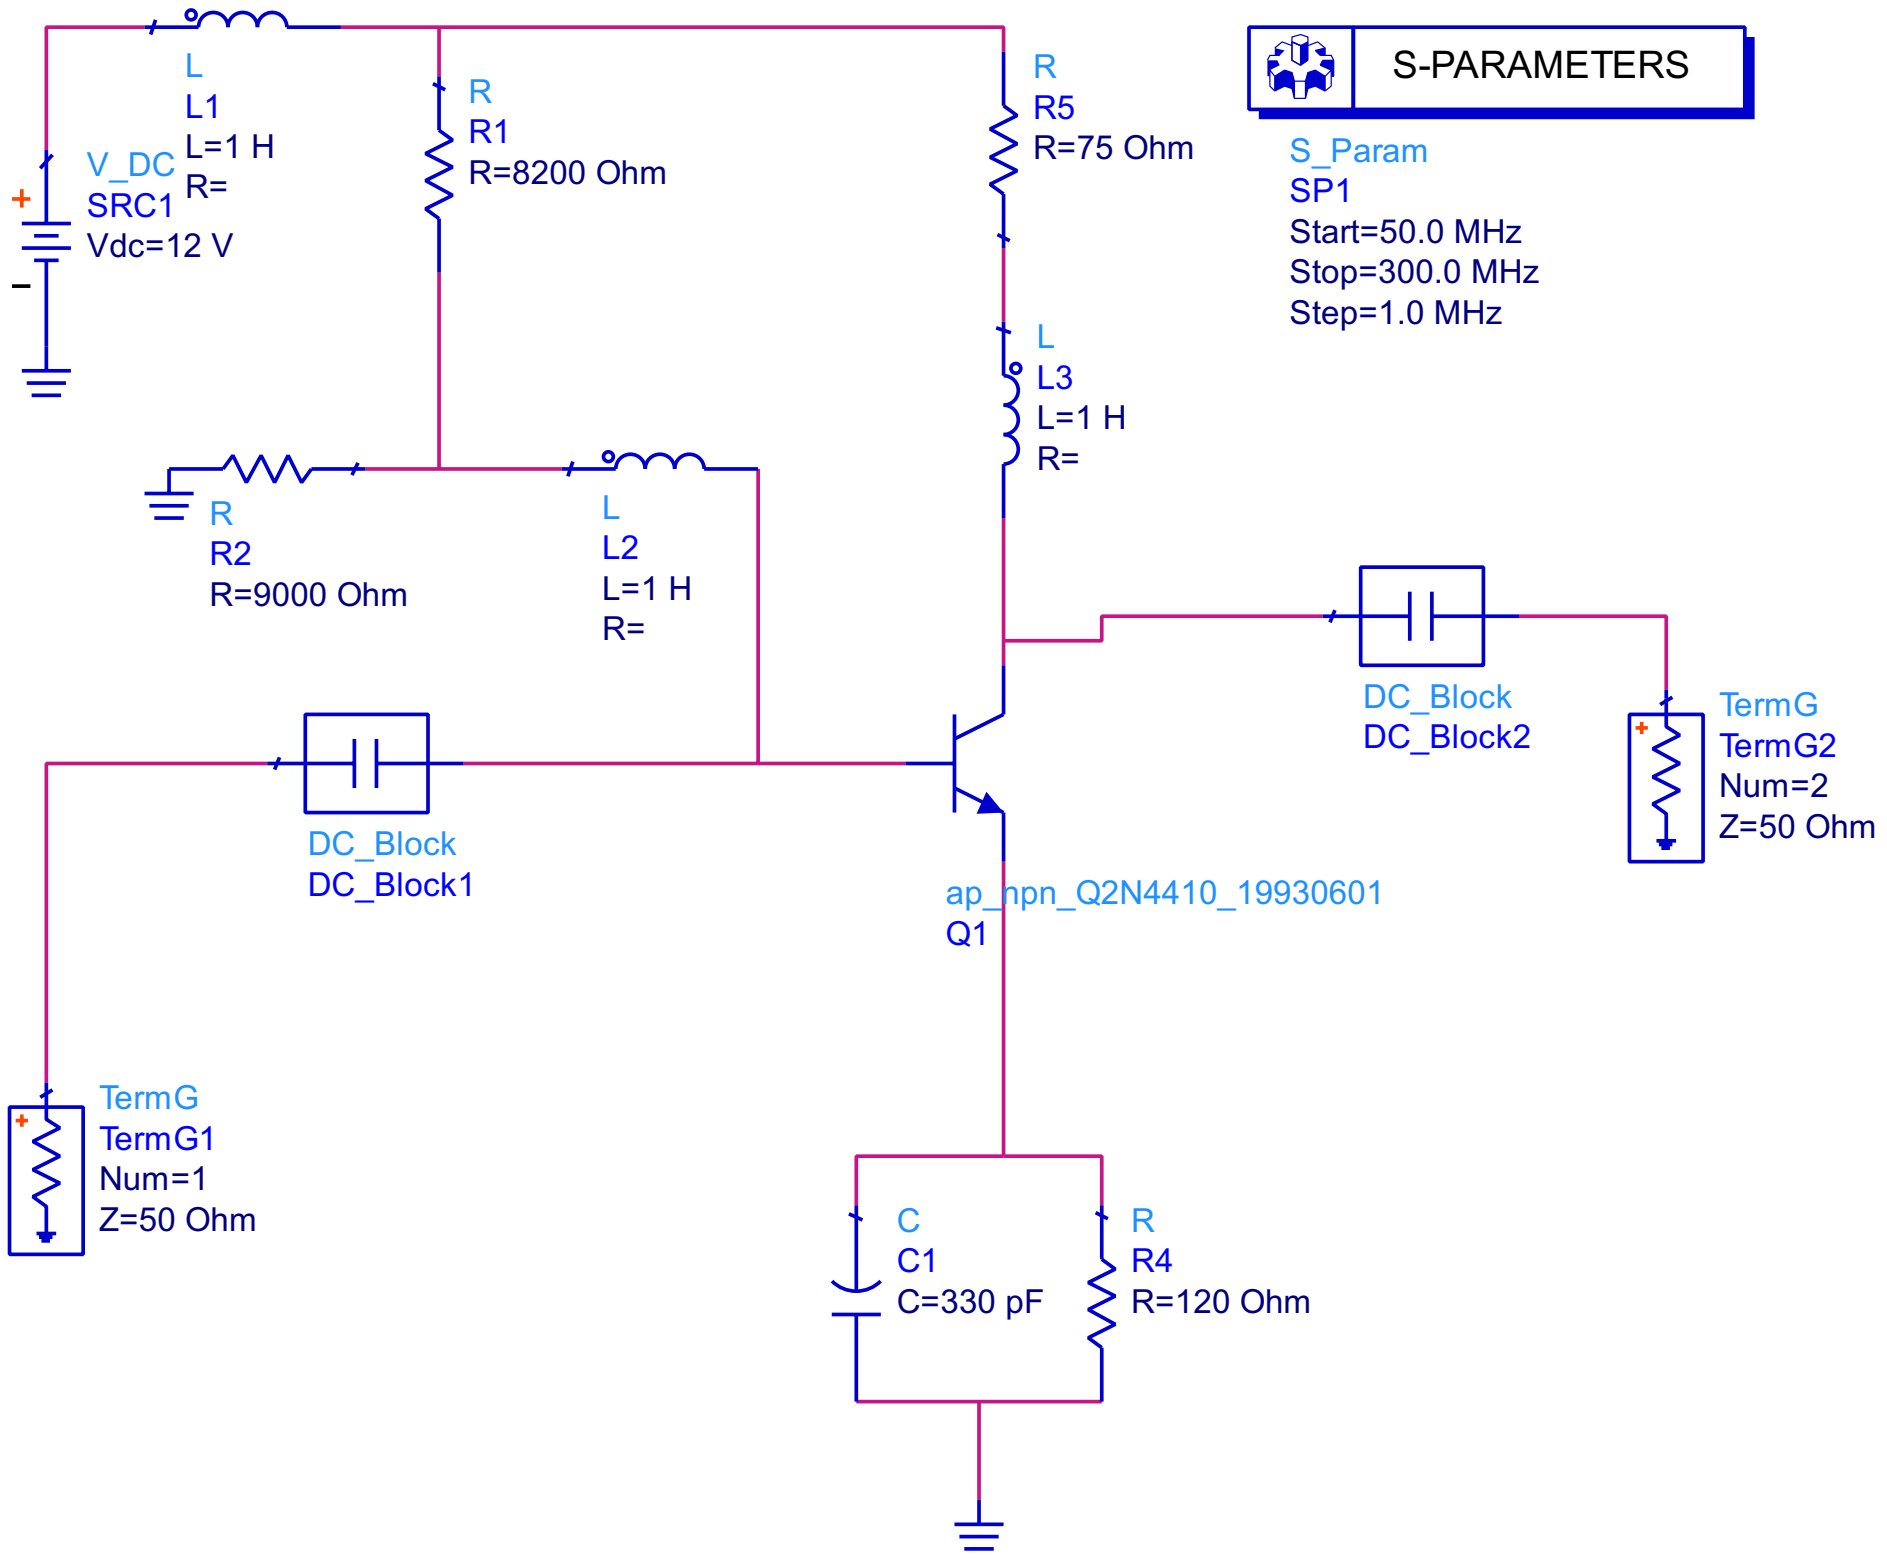 L
L1
L=1 H
R=
V_DC
SRC1
Vdc=12 V
+
–
R
R1
R=8200 Ohm
R
R5
R=75 Ohm
S-PARAMETERS
S_Param
SP1
Start=50.0 MHz
Stop=300.0 MHz
Step=1.0 MHz
L
L3
L=1 H
R=
R
R2
R=9000 Ohm
L
L2
L=1 H
R=
DC_Block
DC_Block2
+
TermG
TermG2
Num=2
Z=50 Ohm
DC_Block
DC_Block1
ap_npn_Q2N4410_19930601
Q1
+
TermG
TermG1
Num=1
Z=50 Ohm
C
C1
C=330 pF
R
R4
R=120 Ohm